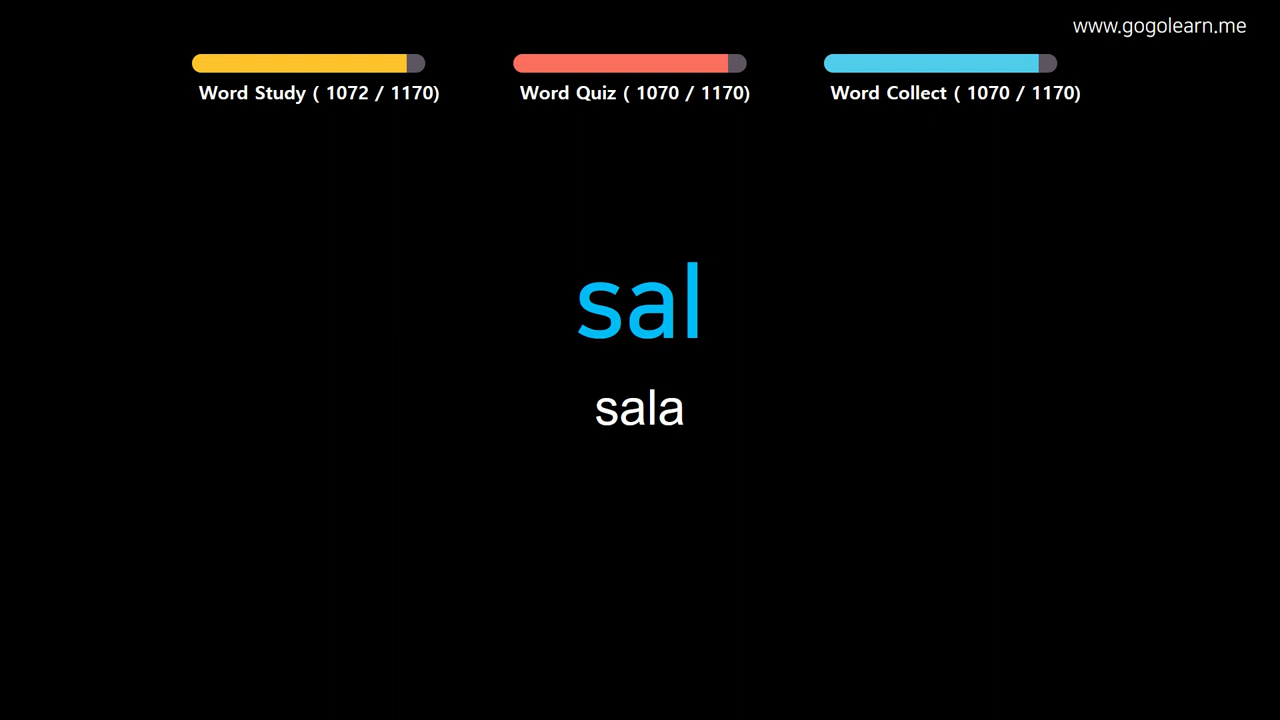 www.gogolearn.me
Word Study ( 1072 / 1170)
Word Quiz ( 1070 / 1170)
Word Collect ( 1070 / 1170)
sal
sala